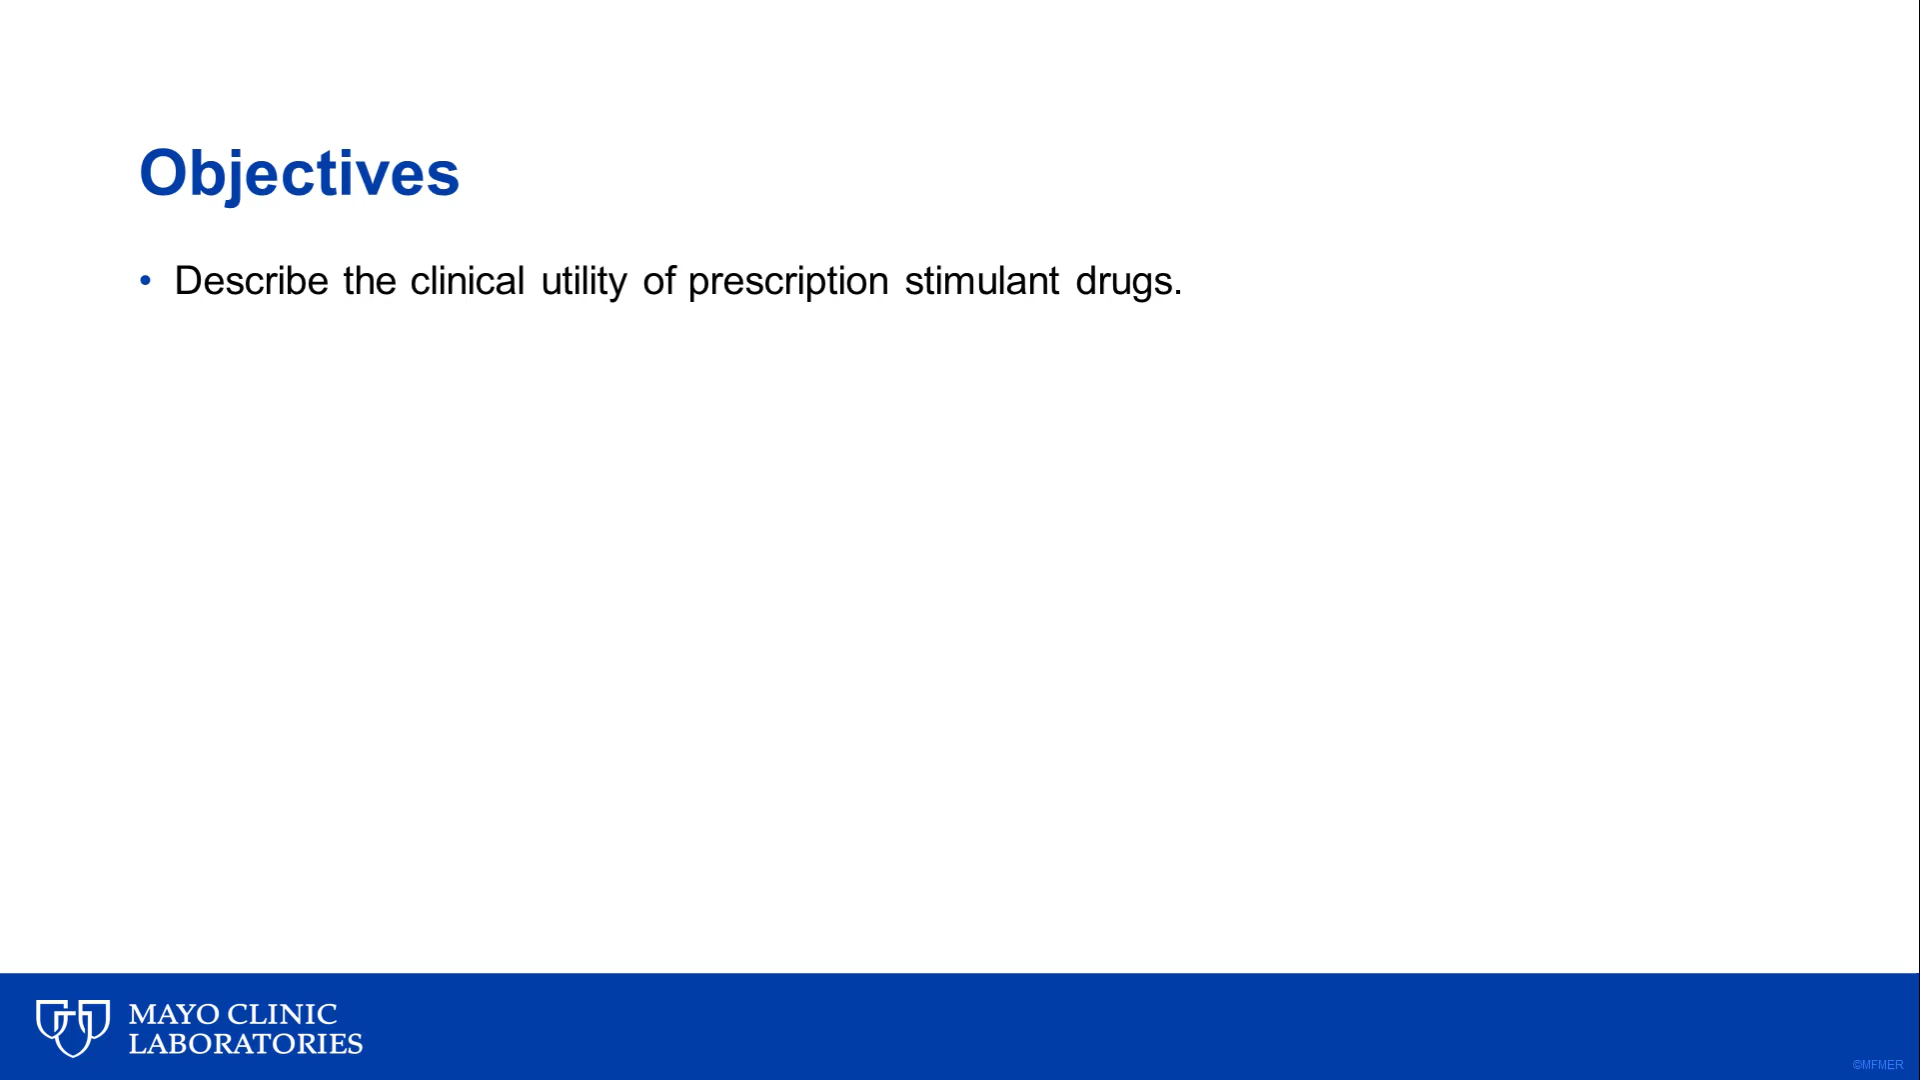 Objectives
• Describe the clinical utility of prescription stimulant drugs.
MAYO CLINIC
LABORATORIES
©MFMER